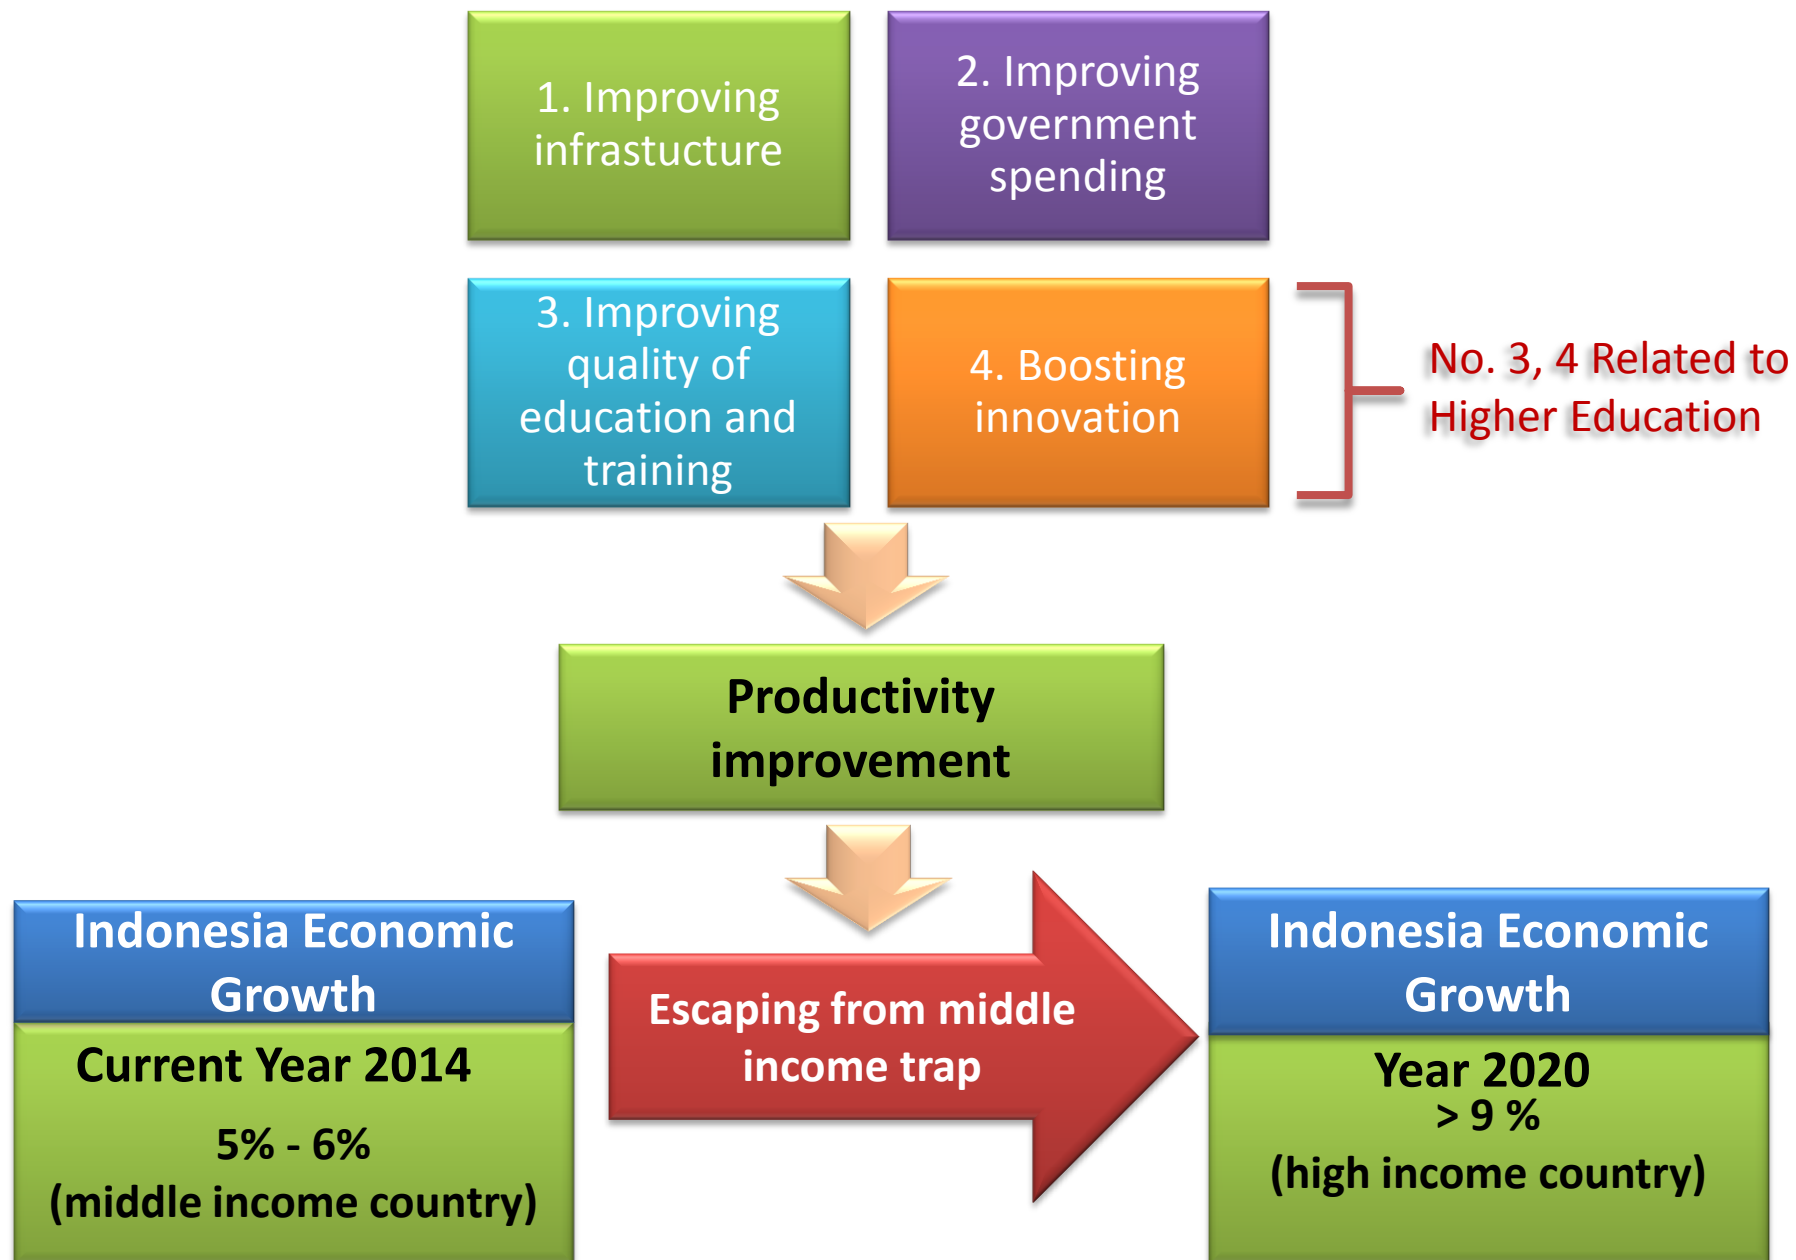 1. Improving
infrastucture
2. Improving
government
spending
3. Improving
quality of
education and
training
4. Boosting
innovation
No. 3, 4 Related to
Higher Education
Productivity
improvement
Indonesia Economic
Growth
Current Year 2014
5% - 6%
(middle income country)
Escaping from middle
income trap
Indonesia Economic
Growth
Year 2020
> 9 %
(high income country)